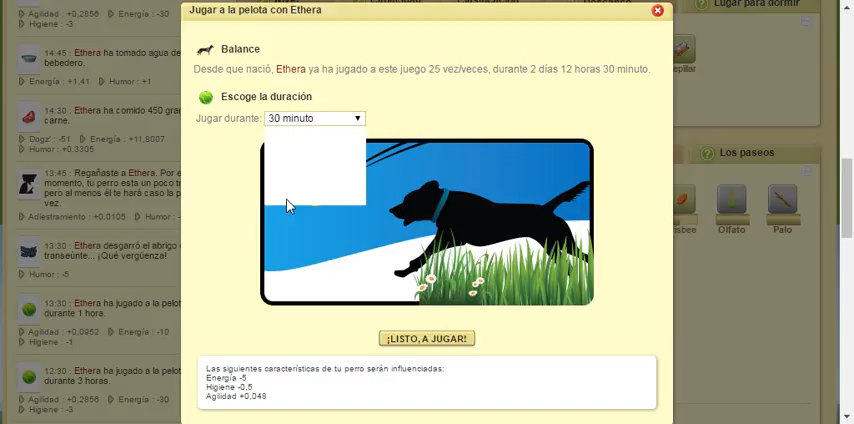 Agilidad : +0,2856 Energía : -30
Higiene : -3
14:45 : Ethera ha tomado agua de
bebedero.
Energía : +1,41 Humor : +1
14:30 : Ethera ha comido 450
carne.
Dogz' : -51 Energía : +11,8007
Humor : +0.3305
13:45 : Regañaste a Ethera. Por e
momento, tu perro esta un poco
pero al menos él te hará caso la
vez.
Adiestramiento : +0.0105 Humor :
13:30 : Ethera desgarró el abrigo
transeúnte... ¡Qué vergüenza!
Humor : -5
13:30 : Ethera ha jugado a la pelot
durante 1 hora.
Agilidad : +0,0952 Energía : -10
Higiene : -1
12:30 : Ethera ha jugado a la pelot
durante 3 horas.
Agilidad : +0,2856 Energía : -30
Higiene : -3
Jugar a la pelota con Ethera
Balance
Desde que nació, Ethera ya ha jugado a este juego 25 vez/veces, durante 2 días 12 horas 30 minuto.
Escoge la duración
Jugar durante: 30 minuto
¡LISTO, A JUGAR!
Las siguientes características de tu perro serán influenciadas:
Energía -5
Higiene -0,5
Agilidad +0,048
Lugar para dormir
epillar
Los paseos
isbee Olfato Palo